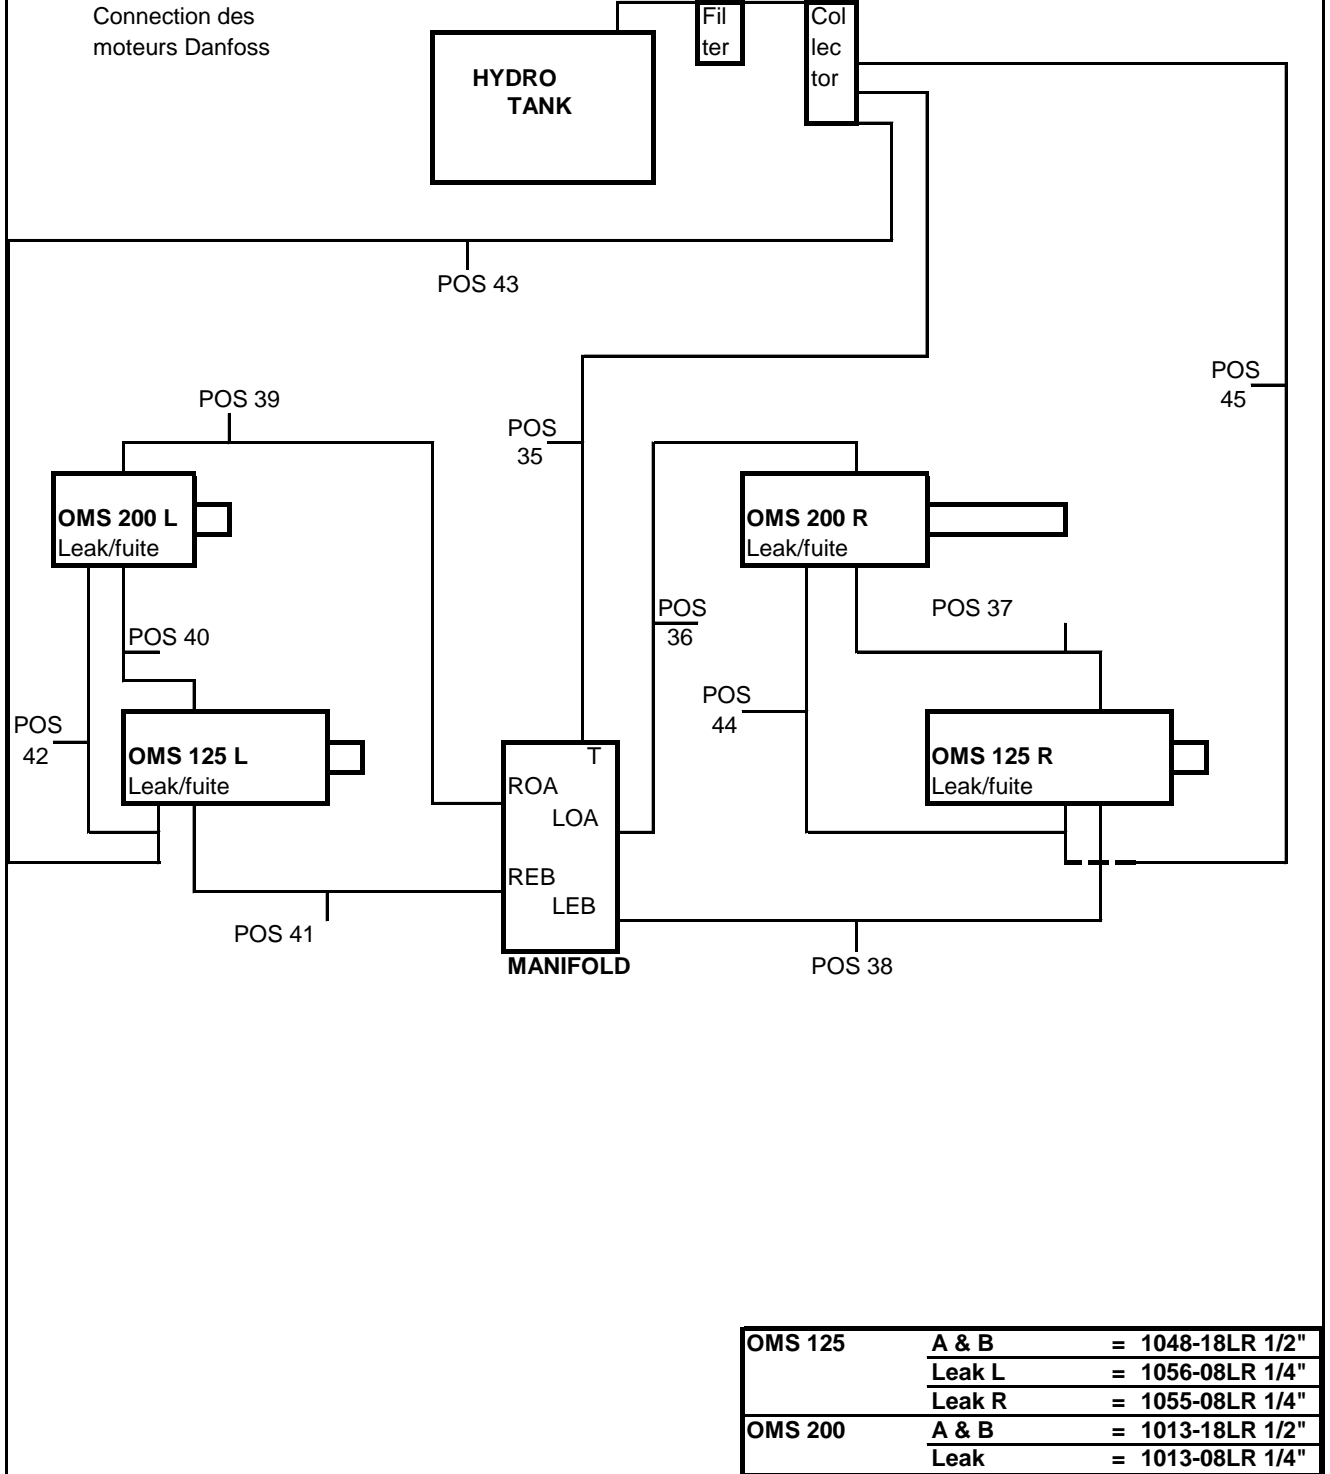 Connection des
moteurs Danfoss
Fil
ter
Col
lec
tor
HYDRO
TANK
POS 43
POS 39
POS
35
POS
45
OMS 200 L
Leak/fuite
OMS 200 R
Leak/fuite
POS
36
POS 37
POS 40
POS
44
POS
42
OMS 125 L
Leak/fuite
OMS 125 R
Leak/fuite
T
ROA
LOA
REB
LEB
MANIFOLD
POS 41
POS 38
OMS 125 A & B = 1048-18LR 1/2"
Leak L = 1056-08LR 1/4"
Leak R = 1055-08LR 1/4"
OMS 200 A & B = 1013-18LR 1/2"
Leak = 1013-08LR 1/4"